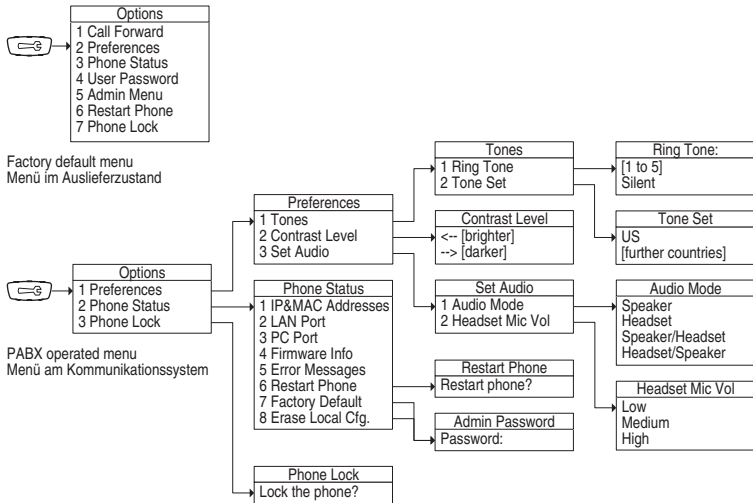 Options
1 Call Forward
2 Preferences
3 Phone Status
4 User Password
5 Admin Menu
6 Restart Phone
7 Phone Lock
Factory default menu
Menü im Auslieferzustand
Options
1 Preferences
2 Phone Status
3 Phone Lock
PABX operated menu
Menü am Kommunikationssystem
Preferences
1 Tones
2 Contrast Level
3 Set Audio
Phone Status
1 IP&MAC Addresses
2 LAN Port
3 PC Port
4 Firmware Info
5 Error Messages
6 Restart Phone
7 Factory Default
8 Erase Local Cfg.
Phone Lock
Lock the phone?
Tones
1 Ring Tone
2 Tone Set
Contrast Level
<-- [brighter]
--> [darker]
Set Audio
1 Audio Mode
2 Headset Mic Vol
Restart Phone
Restart phone?
Admin Password
Password:
Ring Tone:
[1 to 5]
Silent
Tone Set
US
[further countries]
Audio Mode
Speaker
Headset
Speaker/Headset
Headset/Speaker
Headset Mic Vol
Low
Medium
High